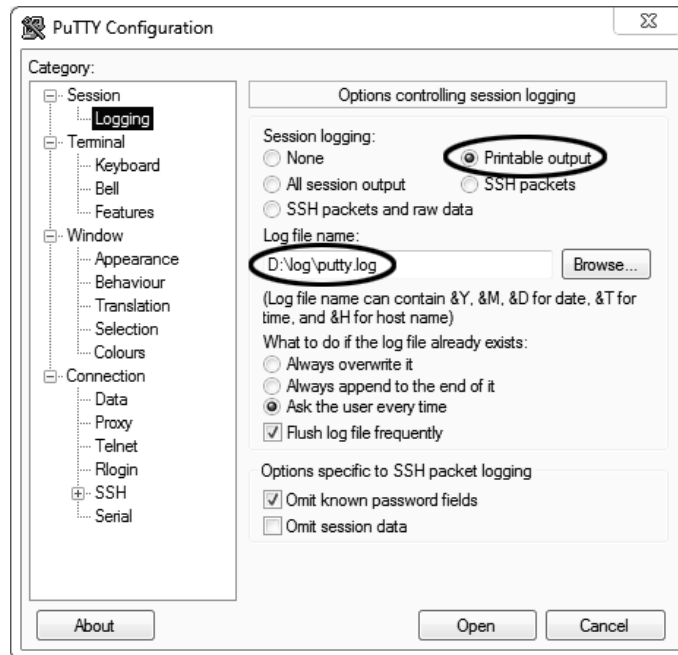 PuTTY Configuration
Category:
Session
Logging
Terminal
Keyboard
Bell
Features
Window
Appearance
Behaviour
Translation
Selection
Colours
Connection
Data
Proxy
Telnet
Rlogin
SSH
Serial
Options controlling session logging
Session logging:
None
Printable output
All session output
SSH packets
SSH packets and raw data
Log file name:
D:\log\putty.log
Browse...
(Log file name can contain &Y, &M, &D for date, &T for
time, and &H for host name)
What to do if the log file already exists:
Always overwrite it
Always append to the end of it
Ask the user every time
Flush log file frequently
Options specific to SSH packet logging
Omit known password fields
Omit session data
About
Open
Cancel